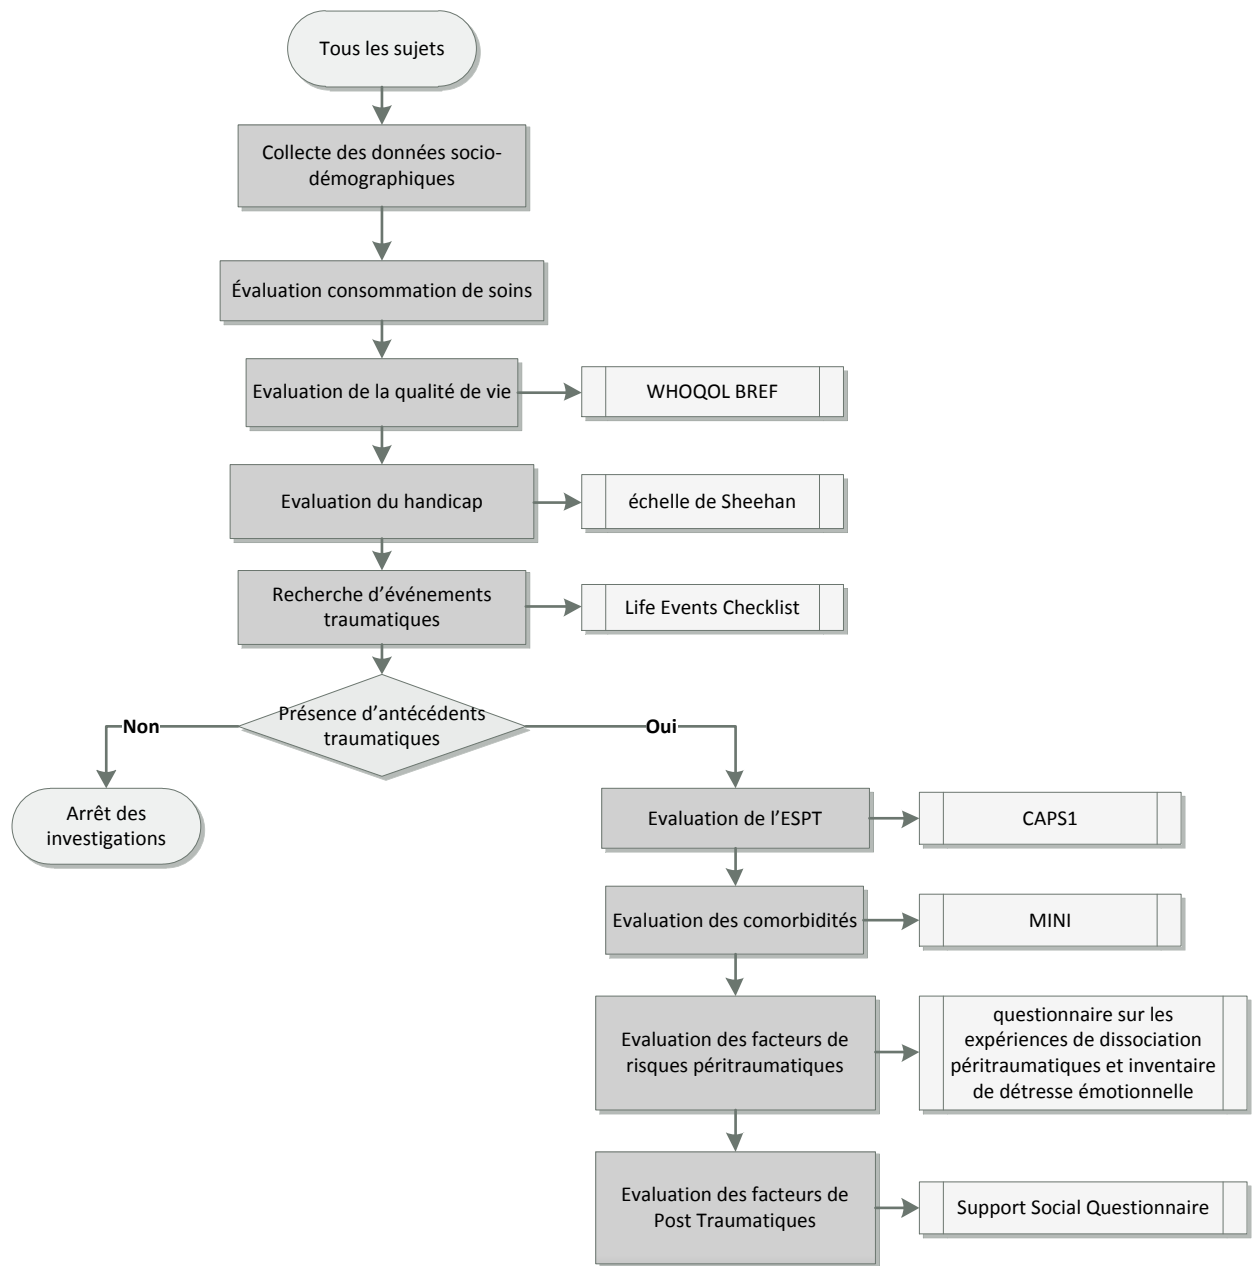 Tous les sujets
Collecte des données socio-
démographiques
Évaluation consommation de soins
Evaluation de la qualité de vie
WHOQOL BREF
Evaluation du handicap
échelle de Sheehan
Recherche d’événements
traumatiques
Life Events Checklist
Présence d’antécédents
traumatiques
Non
Oui
Arrêt des
investigations
Evaluation de l’ESPT
CAPS1
Evaluation des comorbidités
MINI
Evaluation des facteurs de
risques péritraumatiques
questionnaire sur les
expériences de dissociation
péritraumatiques et inventaire
de détresse émotionnelle
Evaluation des facteurs de
Post Traumatiques
Support Social Questionnaire